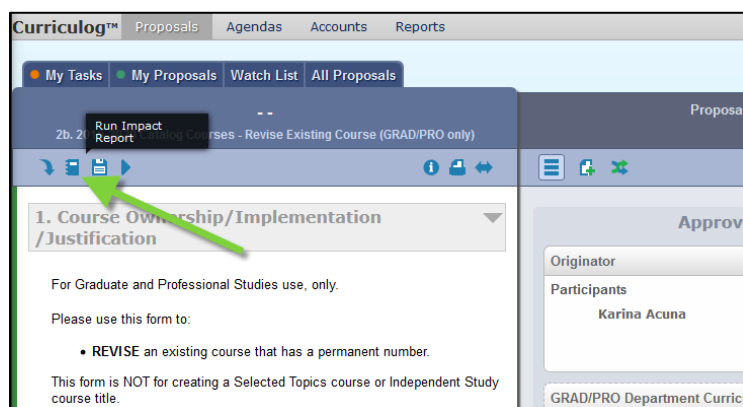 Curriculog™ Proposals Agendas Accounts Reports
My Tasks My Proposals Watch List All Proposals
- -
Run Impact
Report
2b. 20 Catalog Courses - Revise Existing Course (GRAD/PRO only)
Proposa
1. Course Ownership/Implementation
/Justification
For Graduate and Professional Studies use, only.
Please use this form to:
• REVISE an existing course that has a permanent number.
This form is NOT for creating a Selected Topics course or Independent Study
course title.
Approv
Originator
Participants
Karina Acuna
GRAD/PRO Department Curric